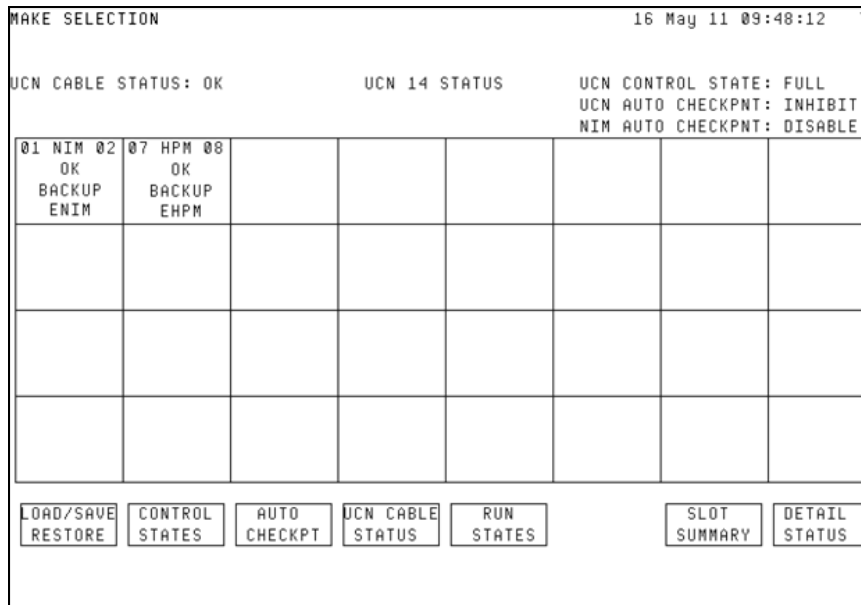 MAKE SELECTION 16 May 11 09:48:12
UCN CABLE STATUS: OK UCN 14 STATUS UCN CONTROL STATE: FULL
UCN AUTO CHECKPNT: INHIBIT
NIM AUTO CHECKPNT: DISABLE
01 NIM 02 07 HPM 08
OK OK
BACKUP BACKUP
ENIM EHPM
LOAD/SAVE CONTROL AUTO UCN CABLE RUN SLOT DETAIL
RESTORE STATES CHECKPT STATUS STATES SUMMARY STATUS